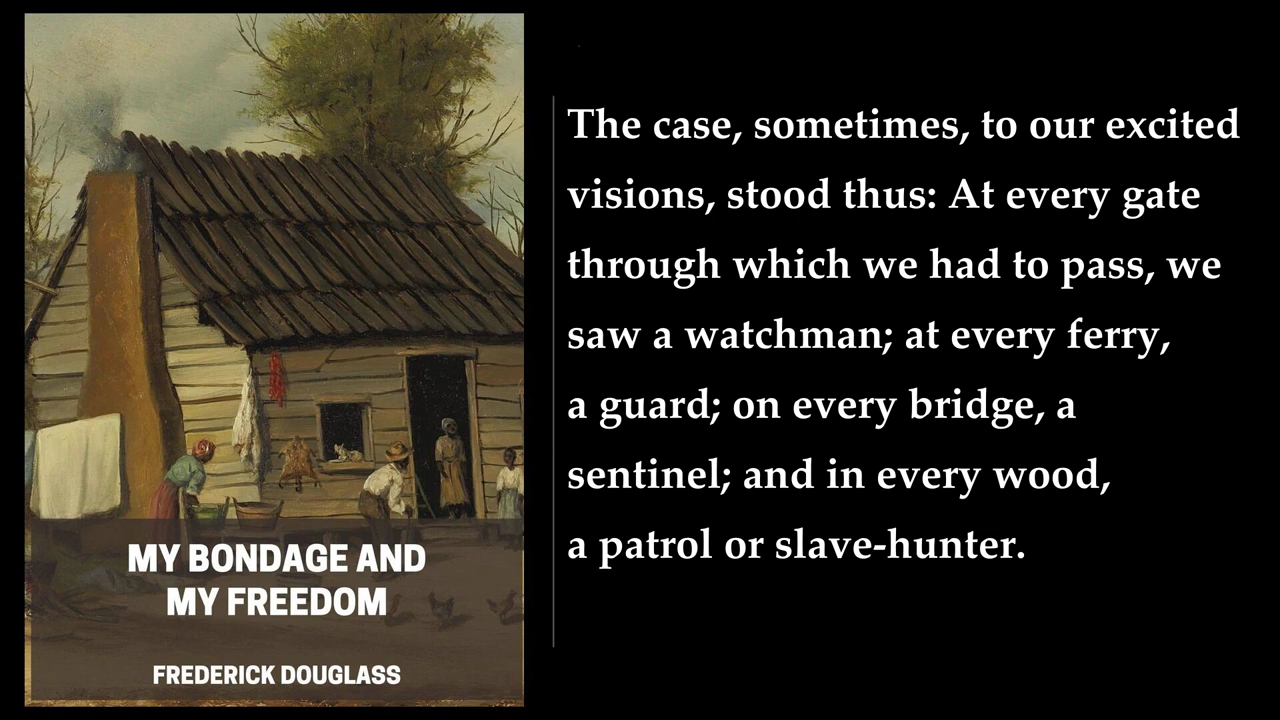 MY BONDAGE AND
MY FREEDOM
FREDERICK DOUGLASS
The case, sometimes, to our excited
visions, stood thus: At every gate
through which we had to pass, we
saw a watchman; at every ferry,
a guard; on every bridge, a
sentinel; and in every wood,
a patrol or slave-hunter.